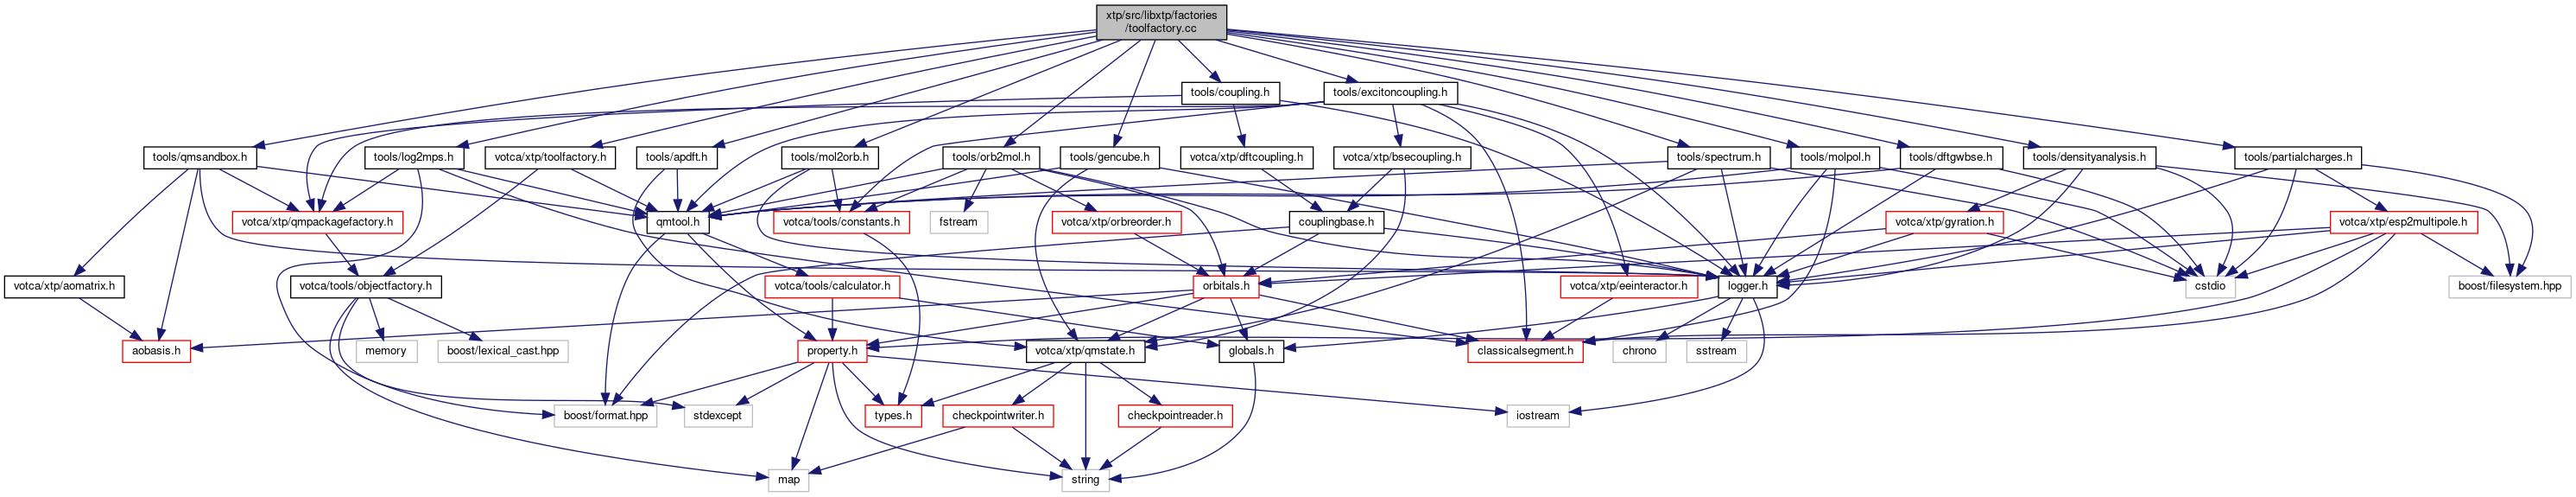 xtp/src/libxtp/factories
/toolfactory.cc
tools/coupling.h
tools/excitoncoupling.h
tools/qmsandbox.h
tools/log2mps.h
votca/xtp/toolfactory.h
tools/apdft.h
tools/mol2orb.h
tools/orb2mol.h
tools/gencube.h
votca/xtp/dftcoupling.h
votca/xtp/bsecoupling.h
tools/spectrum.h
tools/molpol.h
tools/dftgwbse.h
tools/densityanalysis.h
tools/partialcharges.h
votca/xtp/qmpackagefactory.h
qmtool.h
votca/tools/constants.h
fstream
votca/xtp/orbreorder.h
couplingbase.h
votca/xtp/gyration.h
votca/xtp/esp2multipole.h
votca/xtp/aomatrix.h
votca/tools/objectfactory.h
votca/tools/calculator.h
orbitals.h
votca/xtp/eeinteractor.h
logger.h
cstdio
boost/filesystem.hpp
aobasis.h
memory
boost/lexical_cast.hpp
property.h
votca/xtp/qmstate.h
globals.h
classicalsegment.h
chrono
sstream
boost/format.hpp
stdexcept
types.h
checkpointwriter.h
checkpointreader.h
iostream
map
string